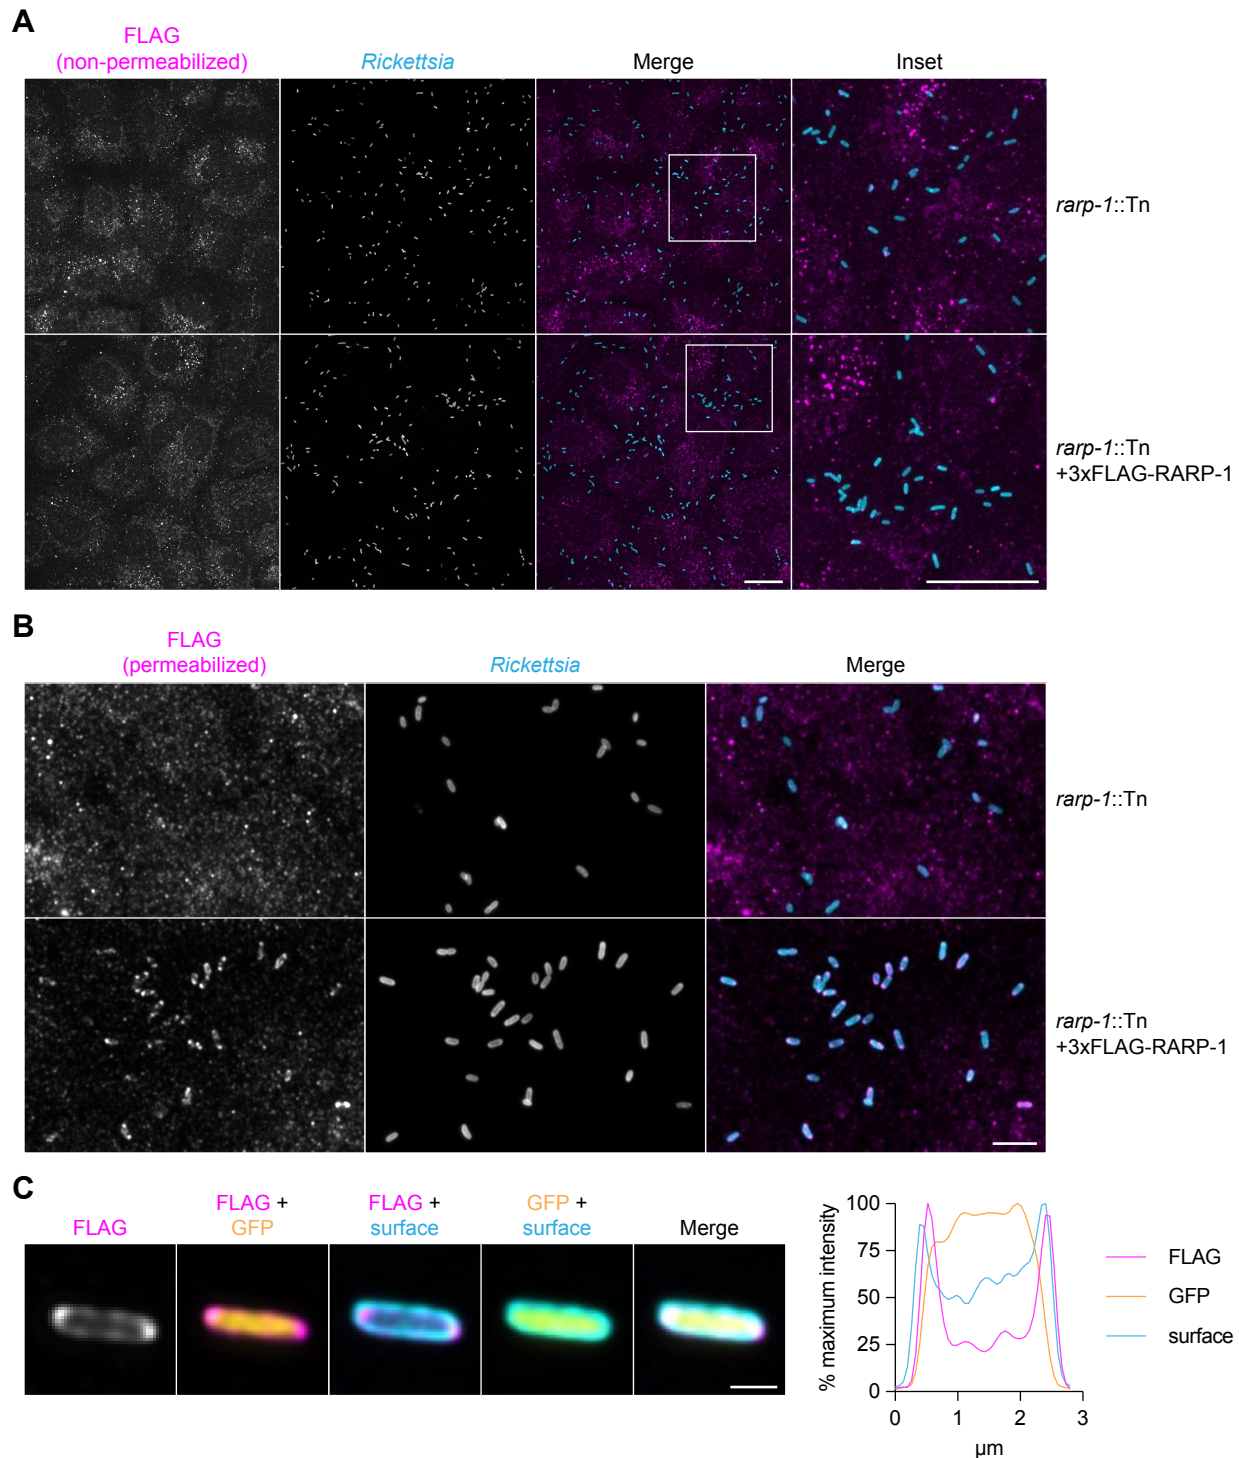 A
FLAG
(non-permeabilized)
Rickettsia
Merge
Inset
rarp-1::Tn
rarp-1::Tn
+3xFLAG-RARP-1
B
FLAG
(permeabilized)
Rickettsia
Merge
rarp-1::Tn
rarp-1::Tn
+3xFLAG-RARP-1
C
FLAG
FLAG +
GFP
FLAG +
surface
GFP +
surface
Merge
% maximum intensity
100
75
50
25
0
0
1
2
3
µm
FLAG
GFP
surface